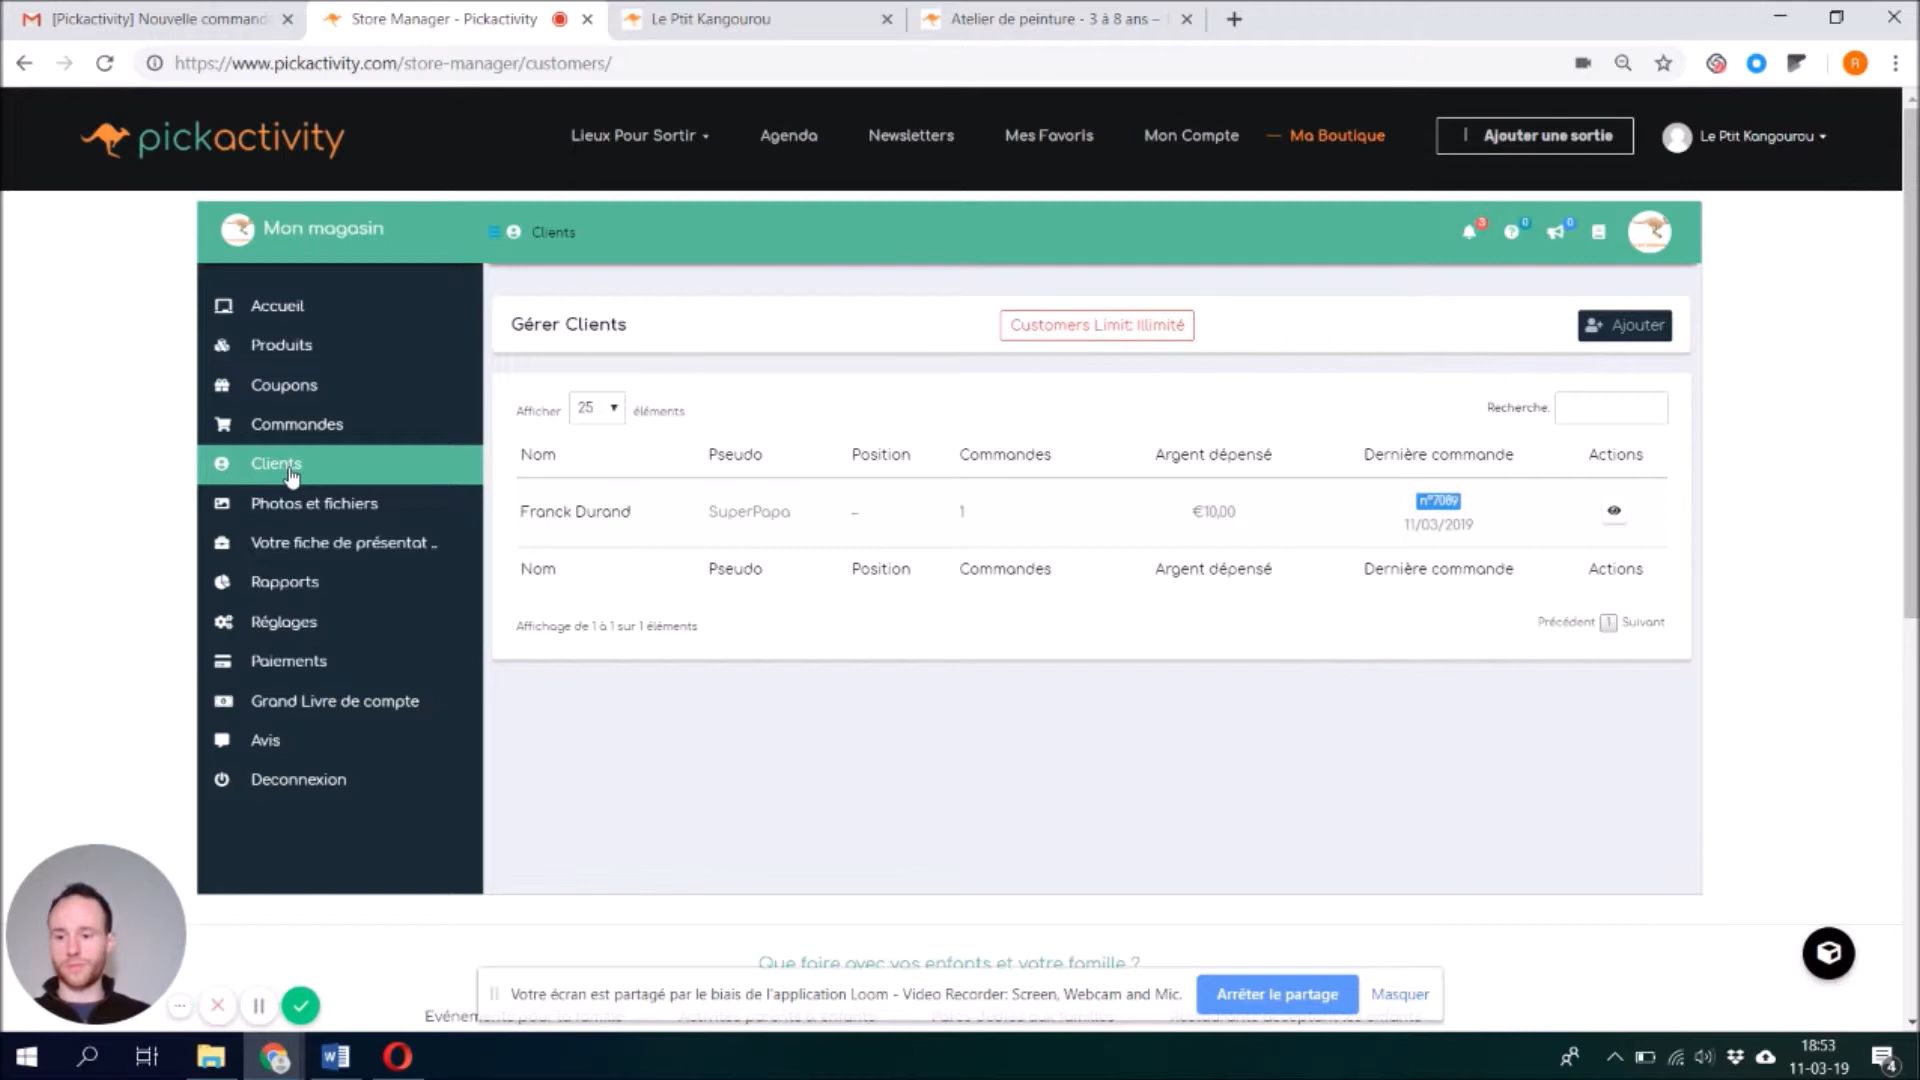 [Pickactivity] Nouvelle command
Store Manager - Pickactivity
Le Ptit Kangourou
Atelier de peinture - 3 à 8 ans –
https://www.pickactivity.com/store-manager/customers/
R
pickactivity
Lieux Pour Sortir
Agenda
Newsletters
Mes Favoris
Mon Compte
Ma Boutique
Ajouter une sortie
Le Ptit Kangourou
Mon magasin
Clients
3
0
0
Accueil
Produits
Coupons
Commandes
Clients
Photos et fichiers
Votre fiche de présentat ..
Rapports
Réglages
Paiements
Grand Livre de compte
Avis
Deconnexion
Gérer Clients
Customers Limit: Illimité
Ajouter
Afficher 25 éléments
Recherche:
Nom Pseudo Position Commandes Argent dépensé Dernière commande Actions
Franck Durand SuperPapa – 1 €10,00 n°7089
11/03/2019
Nom Pseudo Position Commandes Argent dépensé Dernière commande Actions
Affichage de 1 à 1 sur 1 éléments
Précédent 1 Suivant
Que faire avec vos enfants et votre famille ?
Votre écran est partagé par le biais de l'application Loom - Video Recorder: Screen, Webcam and Mic.
Arrêter le partage
Masquer
18:53
11-03-19
4